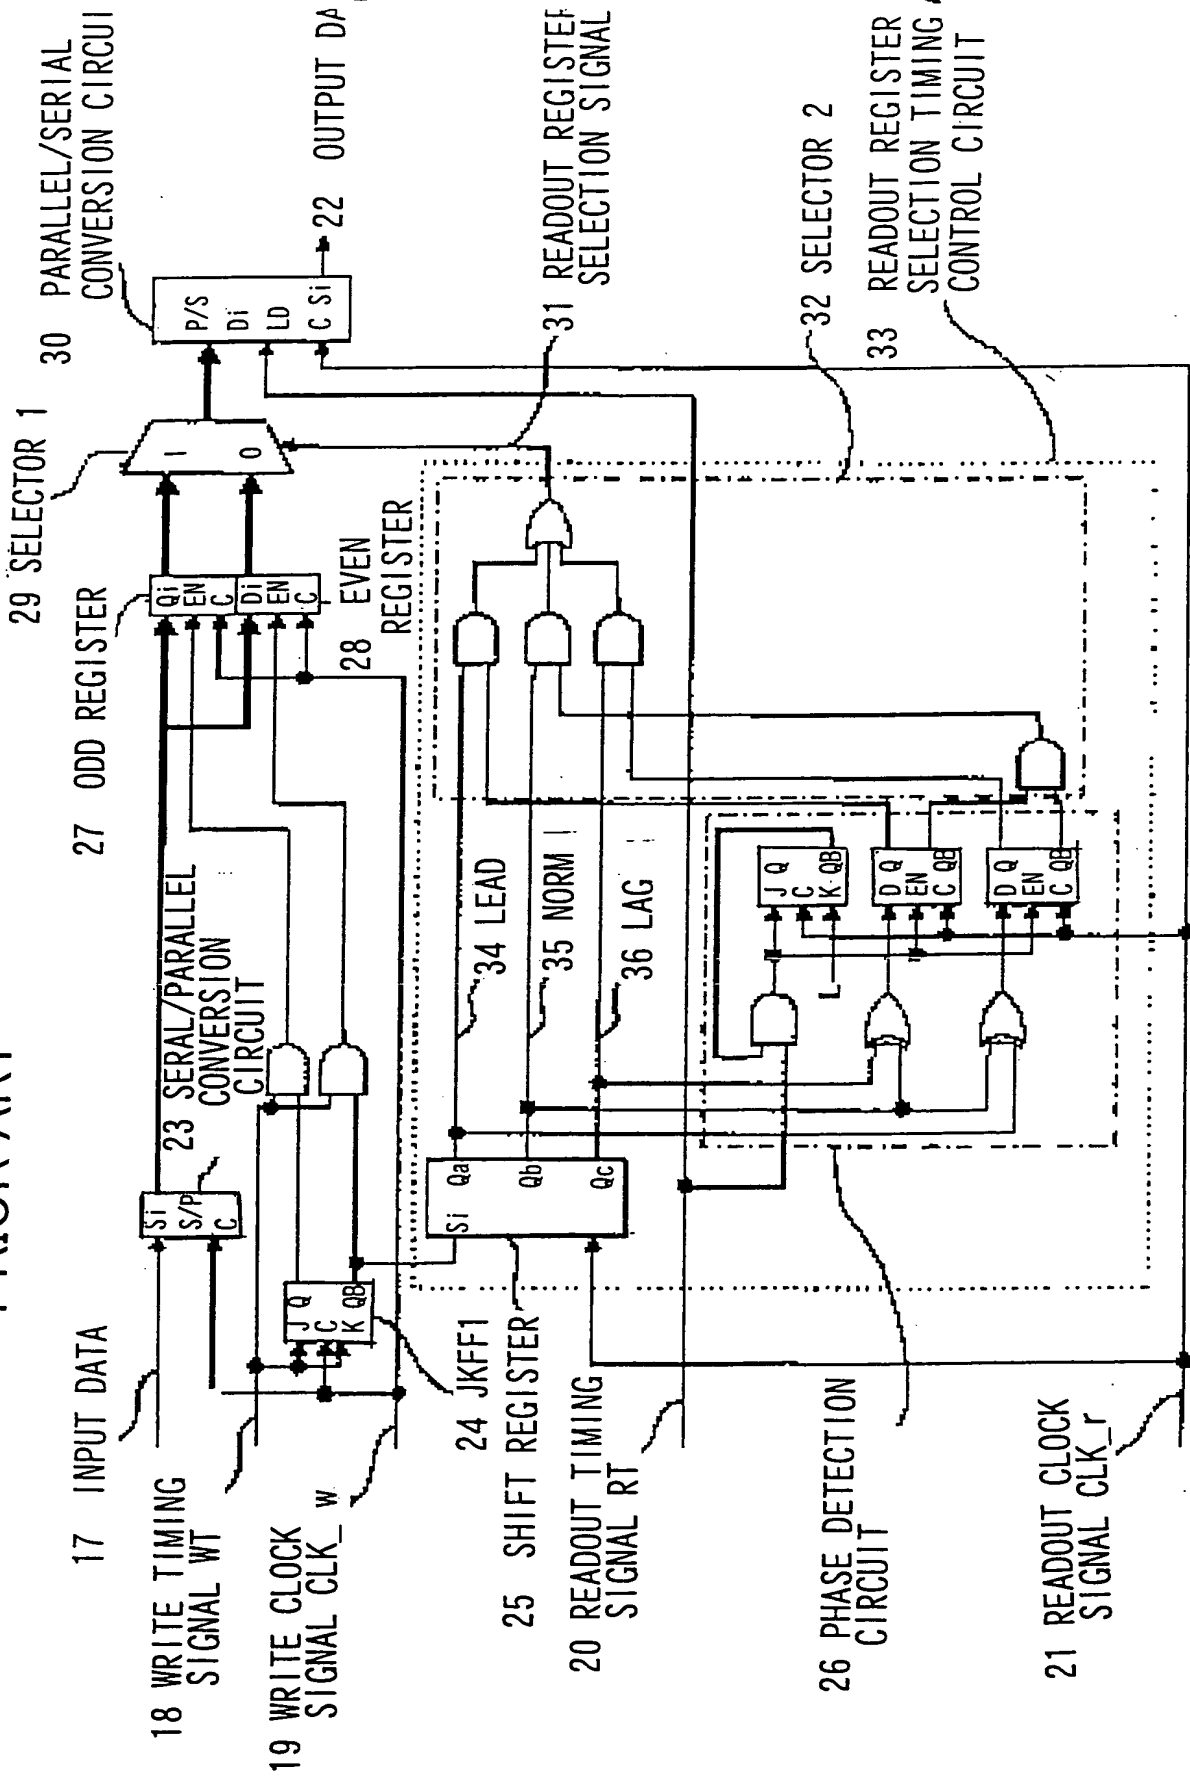 PRIOR ART
17 INPUT DATA
18 WRITE TIMING
SIGNAL WT
19 WRITE CLOCK
SIGNAL CLK_w
23 SERAL/PARALLEL
CONVERSION
CIRCUIT
Si
S/P
C
24 JKFF1
J Q
C
K QB
25 SHIFT REGISTER
Si
Qa
Qb
Qc
20 READOUT TIMING
SIGNAL RT
26 PHASE DETECTION
CIRCUIT
21 READOUT CLOCK
SIGNAL CLK_r
27 ODD REGISTER
Qi
EN
C
Di
EN
C
28 EVEN
REGISTER
29 SELECTOR 1
1
0
30 PARALLEL/SERIAL
CONVERSION CIRCUI
P/S
Di
LD
C Si
22 OUTPUT DA
31 READOUT REGISTER
SELECTION SIGNAL
32 SELECTOR 2
33 READOUT REGISTER
SELECTION TIMING
CONTROL CIRCUIT
34 LEAD
35 NORM
36 LAG
J Q
C
K QB
L
D Q
EN
C QB
D Q
EN
C QB